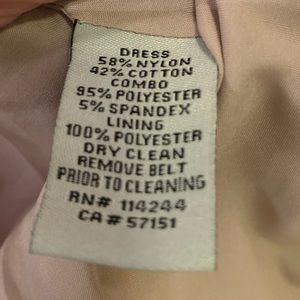 DRESS
58% NYLON
42% COTTON
COMBO
95% POLYESTER
5% SPANDEX
LINING
100% POLYESTER
DRY CLEAN
REMOVE BELT
PRIOR TO CLEANING
RN# 114244
CA# 57151